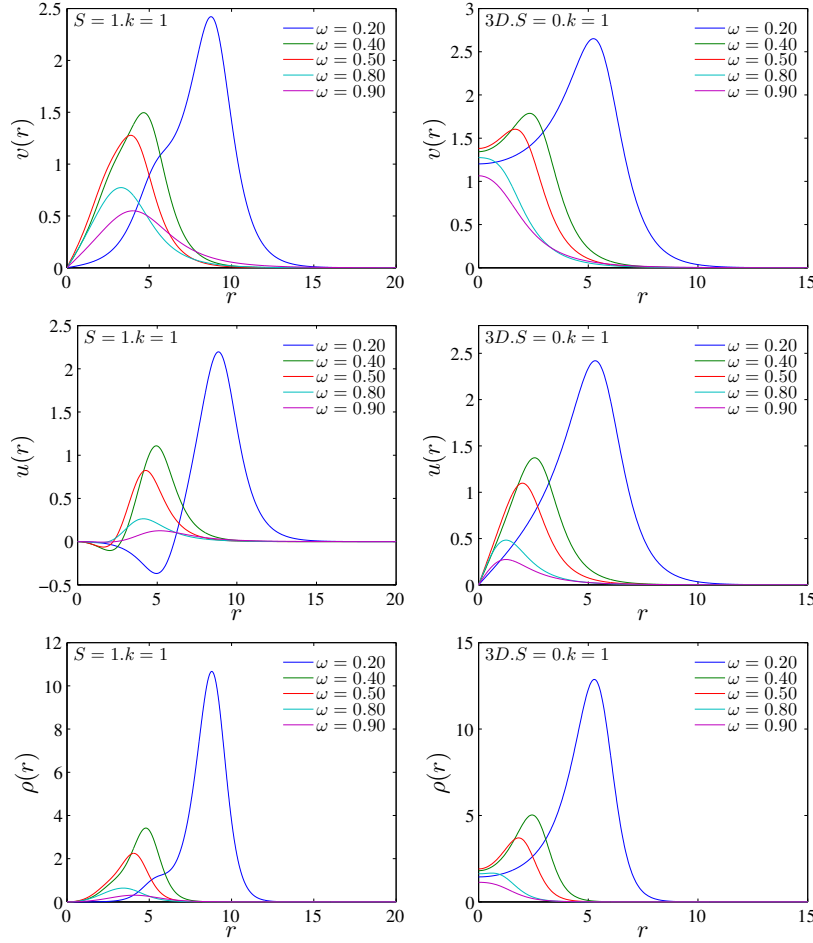 S = 1.k = 1
ω = 0.20
ω = 0.40
ω = 0.50
ω = 0.80
ω = 0.90
v(r)
2.5
2
1.5
1
0.5
0
0 5 10 15 20
r
3D.S = 0.k = 1
ω = 0.20
ω = 0.40
ω = 0.50
ω = 0.80
ω = 0.90
v(r)
3
2.5
2
1.5
1
0.5
0
0 5 10 15
r
S = 1.k = 1
ω = 0.20
ω = 0.40
ω = 0.50
ω = 0.80
ω = 0.90
u(r)
2.5
2
1.5
1
0.5
0
−0.5
0 5 10 15 20
r
3D.S = 0.k = 1
ω = 0.20
ω = 0.40
ω = 0.50
ω = 0.80
ω = 0.90
u(r)
2.5
2
1.5
1
0.5
0
0 5 10 15
r
S = 1.k = 1
ω = 0.20
ω = 0.40
ω = 0.50
ω = 0.80
ω = 0.90
ρ(r)
12
10
8
6
4
2
0
0 5 10 15 20
r
3D.S = 0.k = 1
ω = 0.20
ω = 0.40
ω = 0.50
ω = 0.80
ω = 0.90
ρ(r)
15
10
5
0
0 5 10 15
r